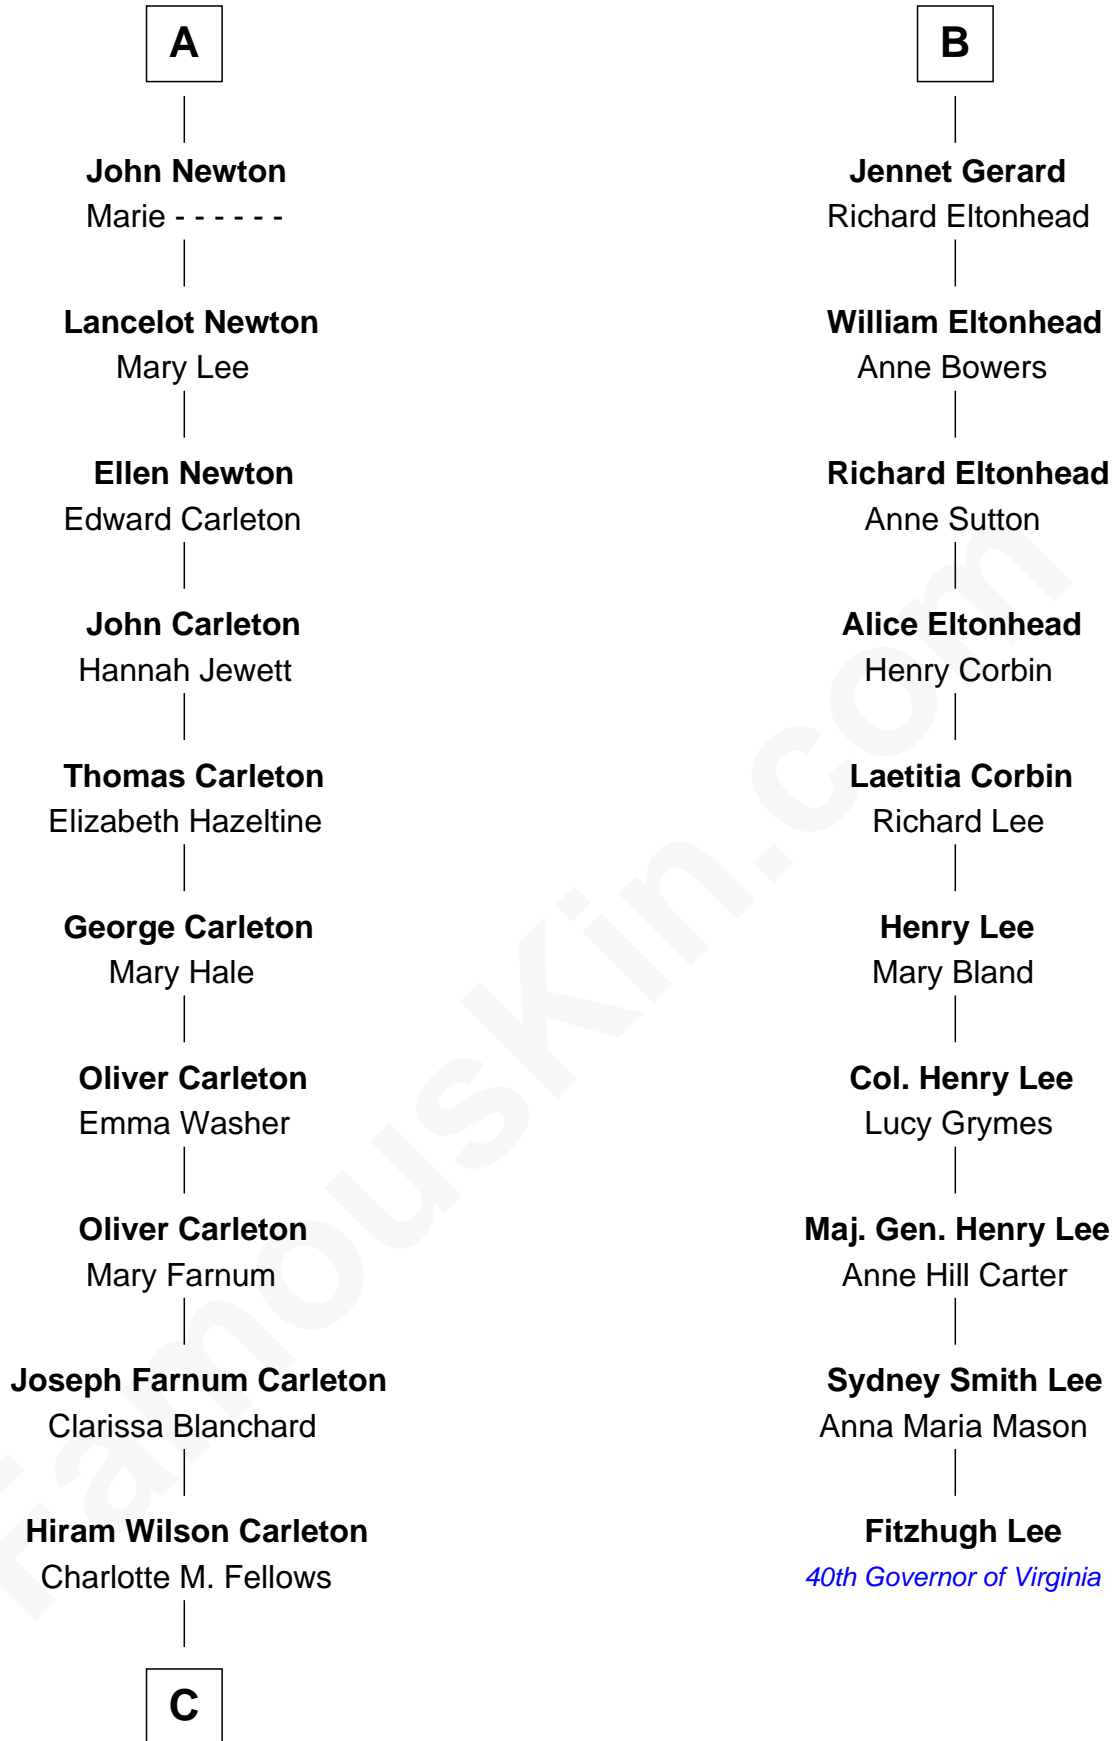 A
John Newton
Marie - - - - - -
Lancelot Newton
Mary Lee
Ellen Newton
Edward Carleton
John Carleton
Hannah Jewett
Thomas Carleton
Elizabeth Hazeltine
George Carleton
Mary Hale
Oliver Carleton
Emma Washer
Oliver Carleton
Mary Farnum
Joseph Farnum Carleton
Clarissa Blanchard
Hiram Wilson Carleton
Charlotte M. Fellows
C
B
Jennet Gerard
Richard Eltonhead
William Eltonhead
Anne Bowers
Richard Eltonhead
Anne Sutton
Alice Eltonhead
Henry Corbin
Laetitia Corbin
Richard Lee
Henry Lee
Mary Bland
Col. Henry Lee
Lucy Grymes
Maj. Gen. Henry Lee
Anne Hill Carter
Sydney Smith Lee
Anna Maria Mason
Fitzhugh Lee
40th Governor of Virginia
FamousKin.com